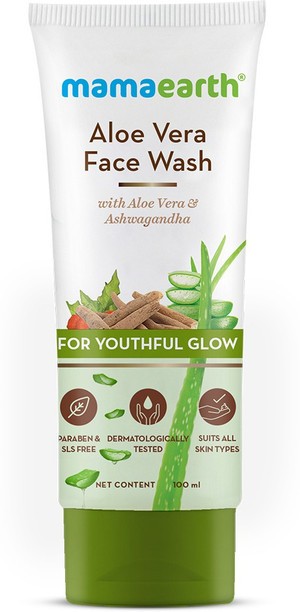 mamaearth®
Aloe Vera
Face Wash
with Aloe Vera &
Ashwagandha
FOR YOUTHFUL GLOW
PARABEN & SLS FREE
DERMATOLOGICALLY TESTED
SUITS ALL SKIN TYPES
NET CONTENT 100 ml